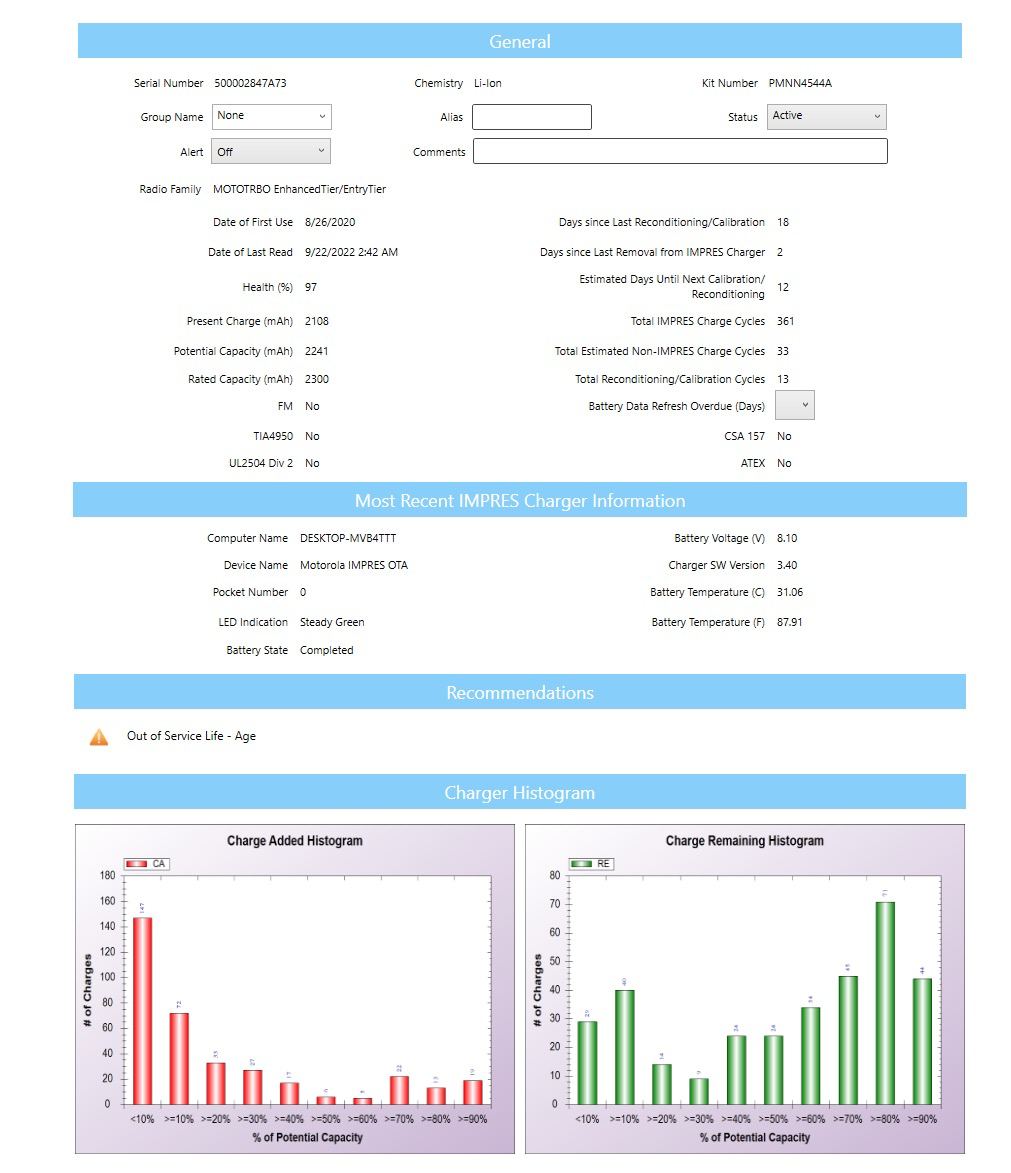 General
Serial Number 500002847A73 Chemistry Li-Ion Kit Number PMNN4544A
Group Name None Alias Status Active
Alert Off Comments
Radio Family MOTOTRBO EnhancedTier/EntryTier
Date of First Use 8/26/2020 Days since Last Reconditioning/Calibration 18
Date of Last Read 9/22/2022 2:42 AM Days since Last Removal from IMPRES Charger 2
Health (%) 97 Estimated Days Until Next Calibration/
Reconditioning 12
Present Charge (mAh) 2108 Total IMPRES Charge Cycles 361
Potential Capacity (mAh) 2241 Total Estimated Non-IMPRES Charge Cycles 33
Rated Capacity (mAh) 2300 Total Reconditioning/Calibration Cycles 13
FM No Battery Data Refresh Overdue (Days)
TIA4950 No CSA 157 No
UL2504 Div 2 No ATEX No
Most Recent IMPRES Charger Information
Computer Name DESKTOP-MVB4TTT Battery Voltage (V) 8.10
Device Name Motorola IMPRES OTA Charger SW Version 3.40
Pocket Number 0 Battery Temperature (C) 31.06
LED Indication Steady Green Battery Temperature (F) 87.91
Battery State Completed
Recommendations
Out of Service Life - Age
Charger Histogram
Charge Added Histogram
CA
180
160
140
120
100
80
60
40
20
0
# of Charges
147
72
33
27
17
6
5
22
13
19
<10% >=10% >=20% >=30% >=40% >=50% >=60% >=70% >=80% >=90%
% of Potential Capacity
Charge Remaining Histogram
RE
80
70
60
50
40
30
20
10
0
# of Charges
29
40
14
9
24
24
34
45
71
44
<10% >=10% >=20% >=30% >=40% >=50% >=60% >=70% >=80% >=90%
% of Potential Capacity